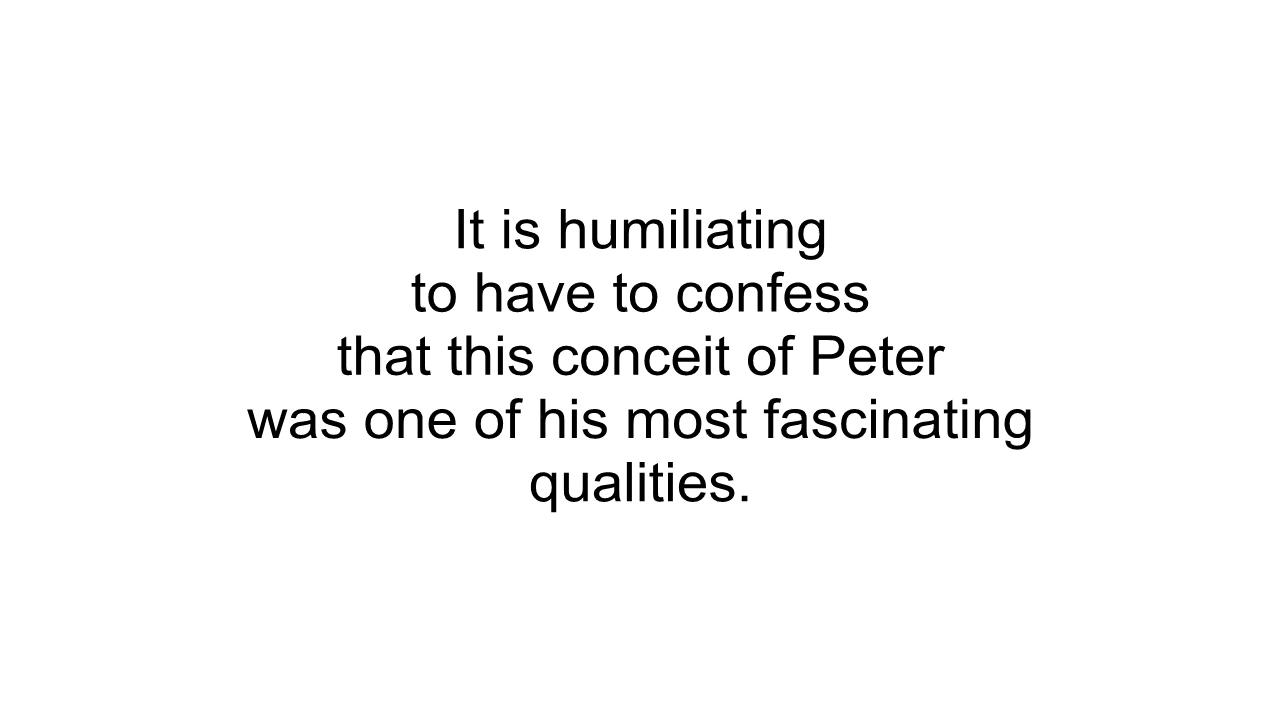 It is humiliating
to have to confess
that this conceit of Peter
was one of his most fascinating
qualities.